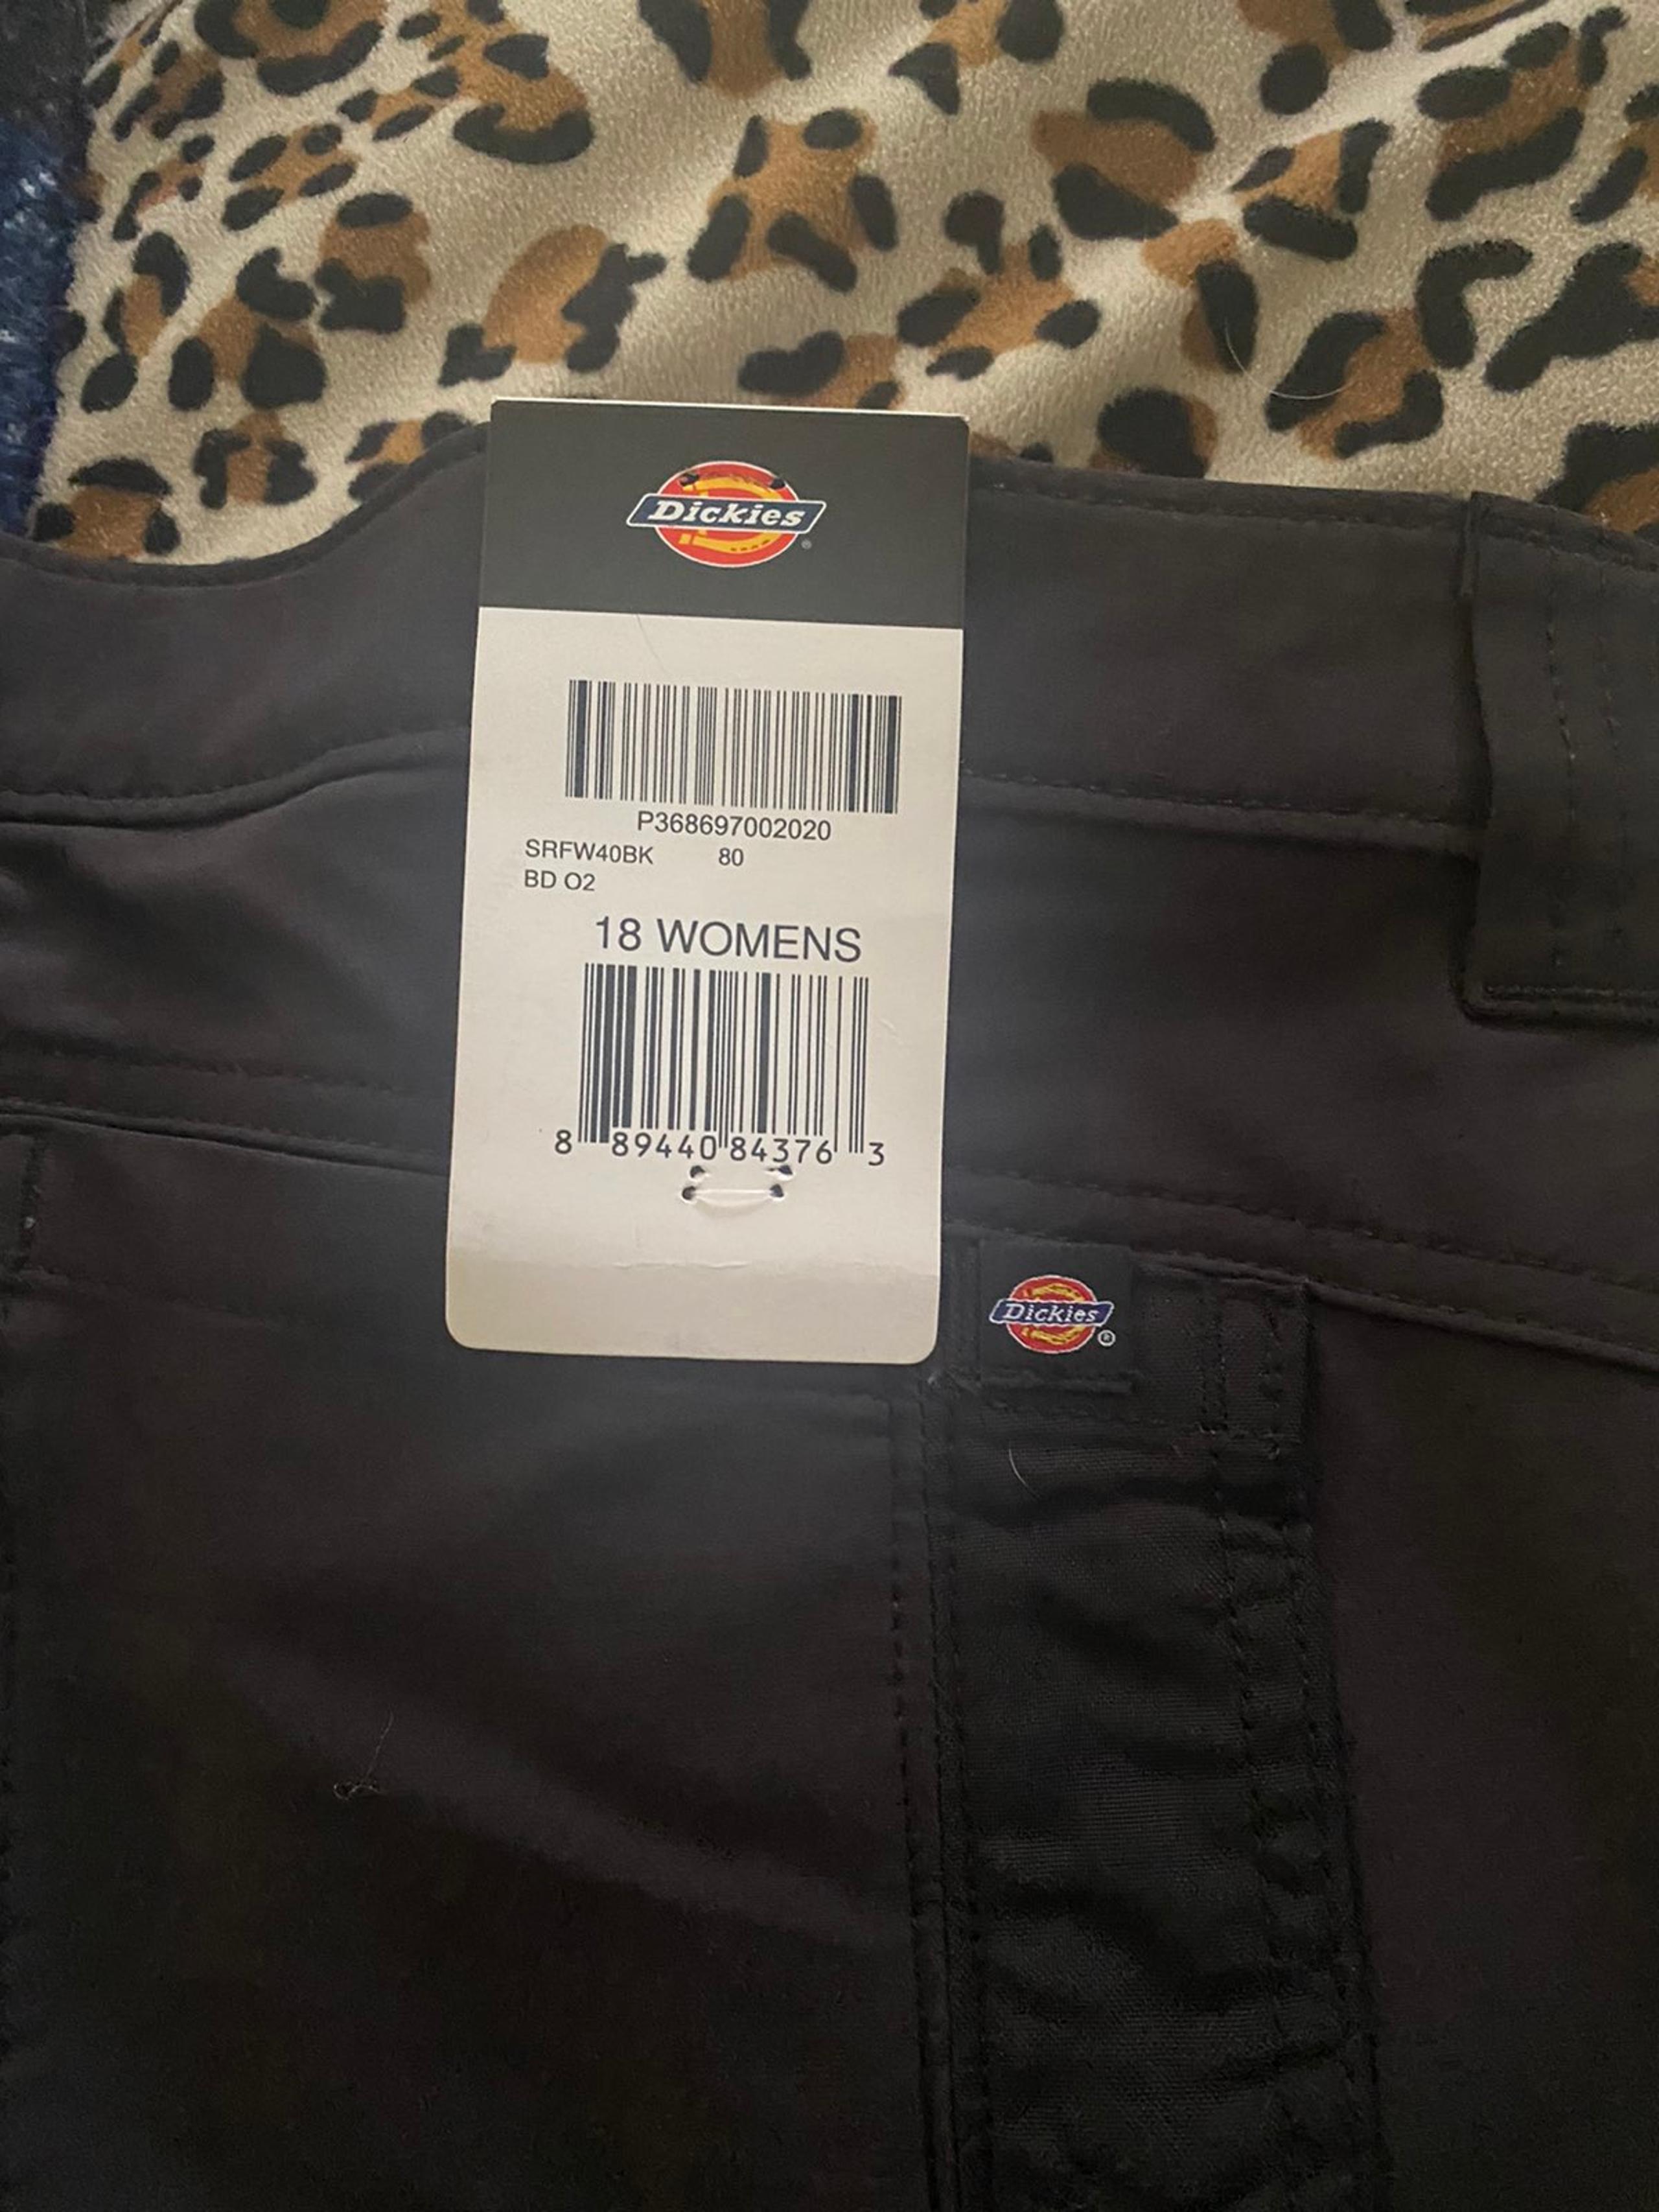 Dickies
®
P368697002020
SRFW40BK 80
BD O2
18 WOMENS
8 89440 84376 3
Dickies
®